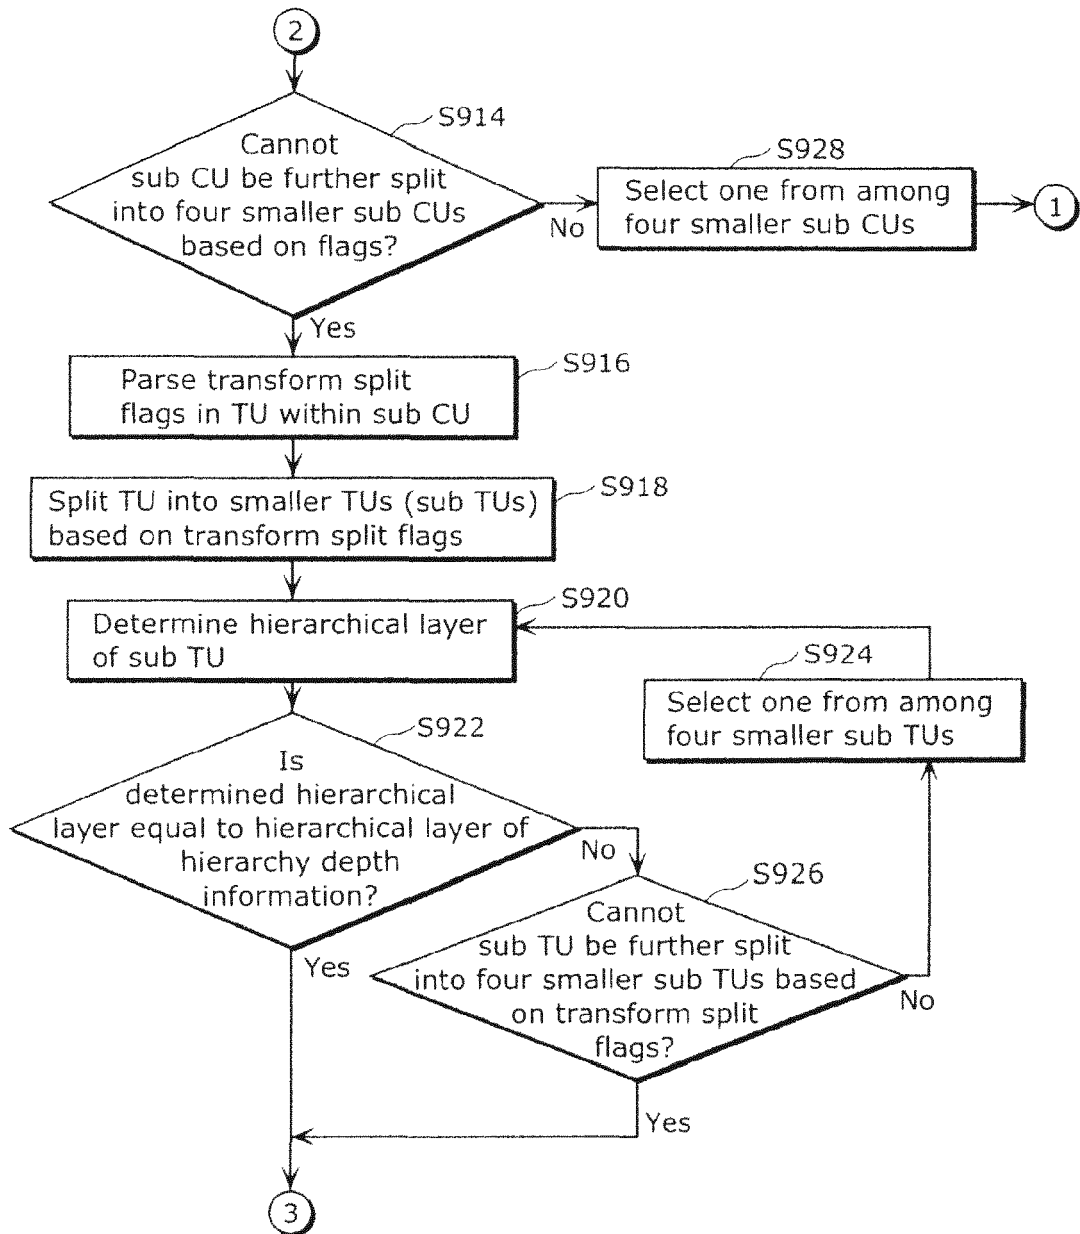 2
S914
Cannot
sub CU be further split
into four smaller sub CUs
based on flags?
No
S928
Select one from among
four smaller sub CUs
1
Yes
S916
Parse transform split
flags in TU within sub CU
S918
Split TU into smaller TUs (sub TUs)
based on transform split flags
S920
Determine hierarchical layer
of sub TU
S924
Select one from among
four smaller sub TUs
S922
Is
determined hierarchical
layer equal to hierarchical layer of
hierarchy depth
information?
No
Yes
S926
Cannot
sub TU be further split
into four smaller sub TUs based
on transform split
flags?
No
Yes
3